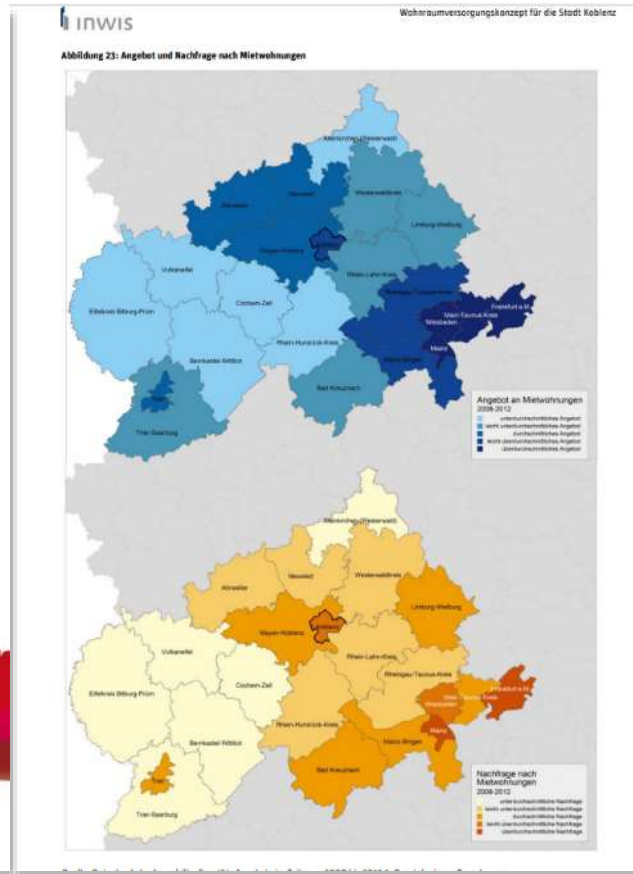 inwis
Wohnraumversorgungskonzept für die Stadt Koblenz
Abbildung 23: Angebot und Nachfrage nach Mietwohnungen
Altenkirchen (Westerwald)
Neuwied
Westerwaldkreis
Ahrweiler
Limburg-Weilburg
Mayen-Koblenz
Koblenz
Rhein-Lahn-Kreis
Vulkaneifel
Rheingau-Taunus-Kreis
Cochem-Zell
Frankfurt a.M.
Main-Taunus-Kreis
Eifelkreis Bitburg-Prüm
Wiesbaden
Rhein-Hunsrück-Kreis
Mainz
Bernkastel-Wittlich
Mainz-Bingen
Bad Kreuznach
Trier
Trier-Saarburg
Angebot an Mietwohnungen
2008-2012
unterdurchschnittliches Angebot
leicht unterdurchschnittliches Angebot
durchschnittliches Angebot
leicht überdurchschnittliches Angebot
überdurchschnittliches Angebot
Altenkirchen (Westerwald)
Neuwied
Westerwaldkreis
Ahrweiler
Limburg-Weilburg
Mayen-Koblenz
Koblenz
Vulkaneifel
Rhein-Lahn-Kreis
Rheingau-Taunus-Kreis
Cochem-Zell
Frankfurt a.M.
Eifelkreis Bitburg-Prüm
Main-Taunus-Kreis
Wiesbaden
Rhein-Hunsrück-Kreis
Mainz
Bernkastel-Wittlich
Mainz-Bingen
Bad Kreuznach
Trier
Trier-Saarburg
Nachfrage nach
Mietwohnungen
2008-2012
unterdurchschnittliche Nachfrage
leicht unterdurchschnittliche Nachfrage
durchschnittliche Nachfrage
leicht überdurchschnittliche Nachfrage
überdurchschnittliche Nachfrage